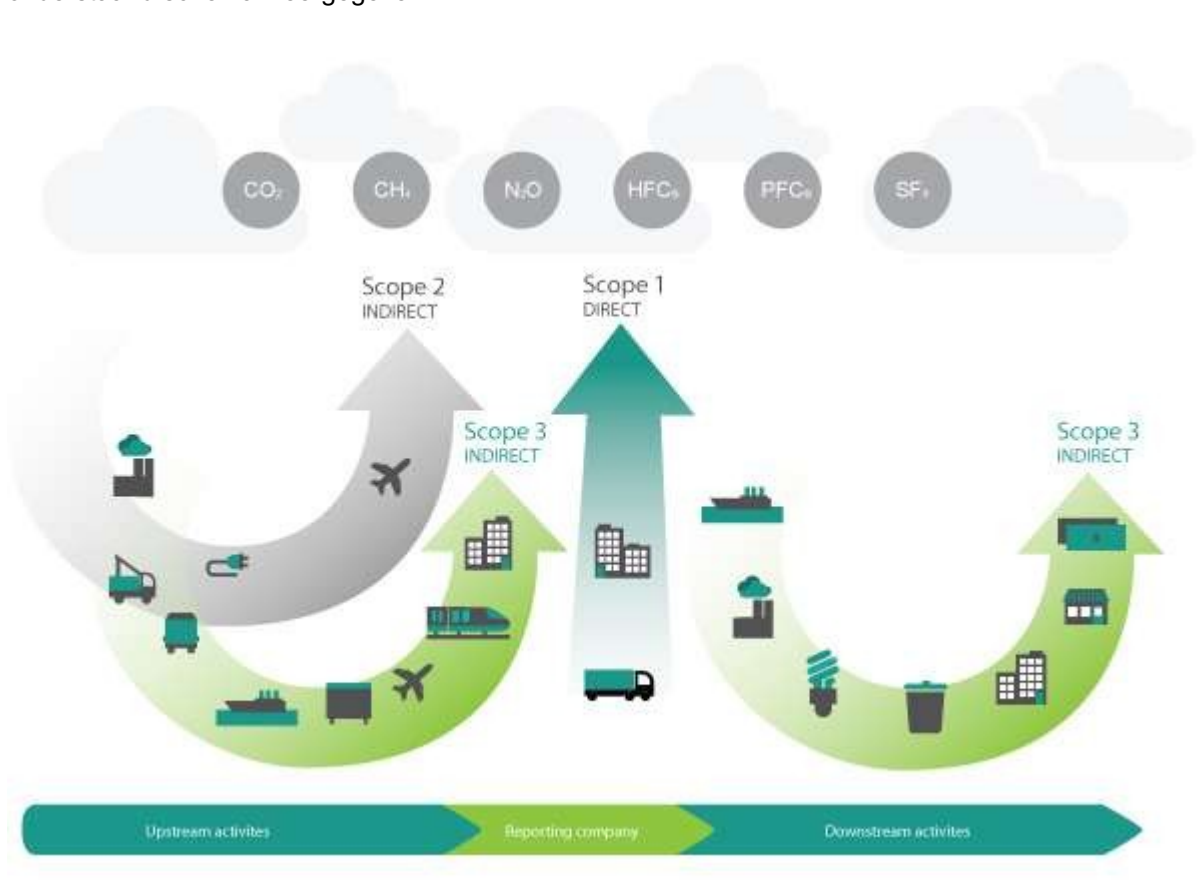 CO₂
CH₄
N₂O
HFCₛ
PFCₛ
SF₆
Scope 2
INDIRECT
Scope 1
DIRECT
Scope 3
INDIRECT
Scope 3
INDIRECT
Upstream activites
Reporting company
Downstream activites